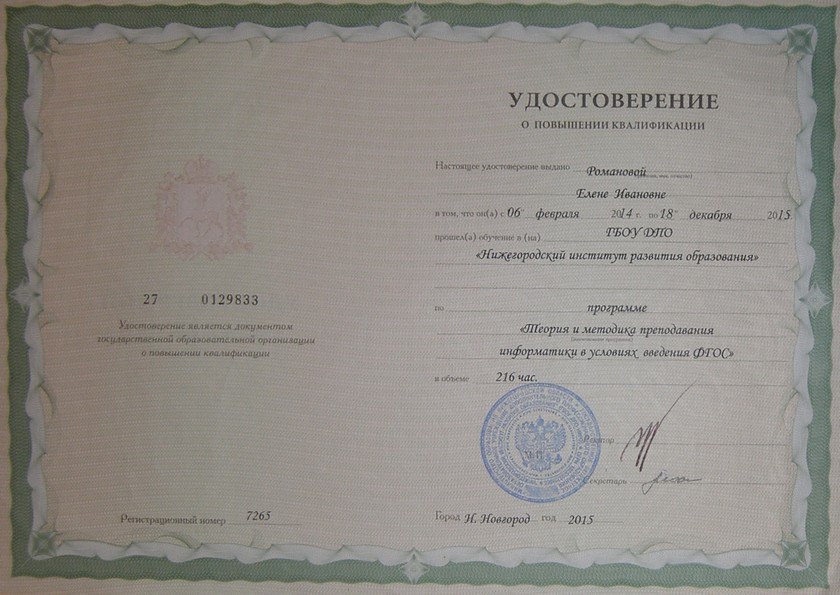 27 0129833
Удостоверение является документом
государственной образовательной организации
о повышении квалификации
Регистрационный номер 7265
УДОСТОВЕРЕНИЕ
О ПОВЫШЕНИИ КВАЛИФИКАЦИИ
Настоящее удостоверение выдано Романовой
Елене Ивановне
в том, что он(а) с 06 февраля 2014 г. по 18 декабря 2015
прошел(а) обучение в (на) ГБОУ ДПО
«Нижегородский институт развития образования»
по программе
«Теория и методика преподавания
информатики в условиях введения ФГОС»
в объеме 216 час.
М.П.
Ректор
Секретарь
Город Н. Новгород год 2015